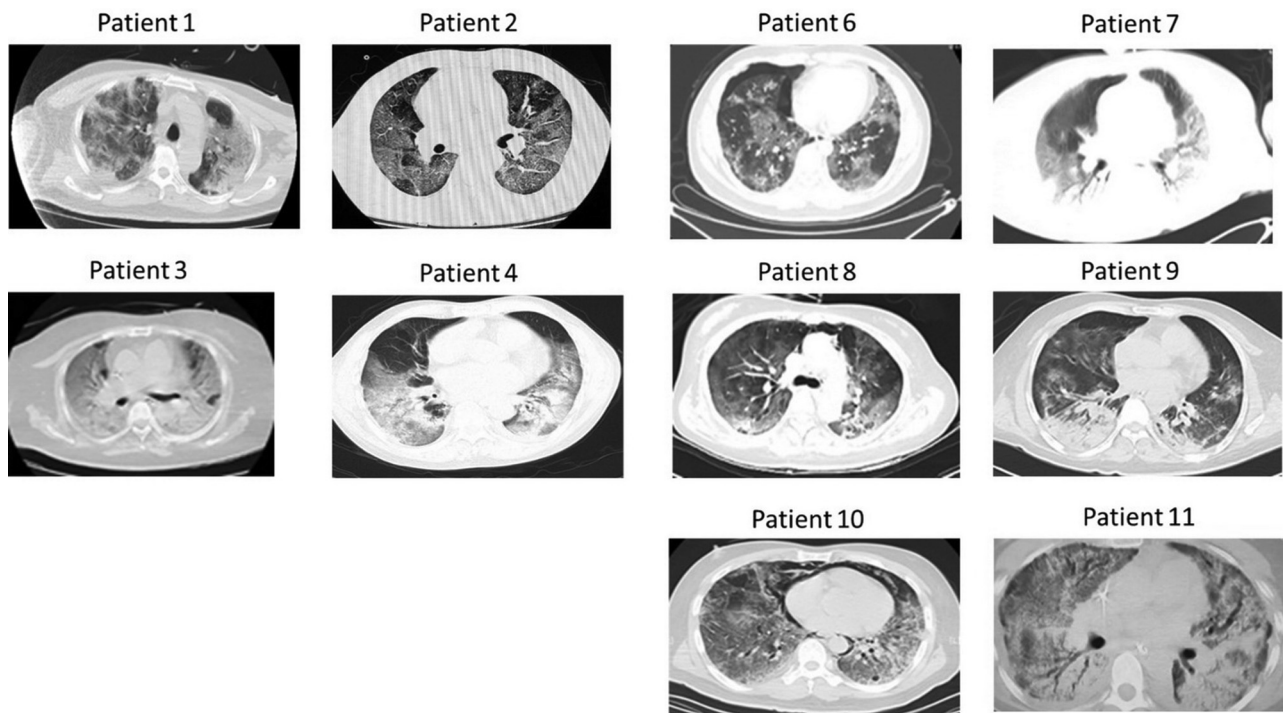 Patient 1
Patient 2
Patient 6
Patient 7
Patient 3
Patient 4
Patient 8
Patient 9
Patient 10
Patient 11